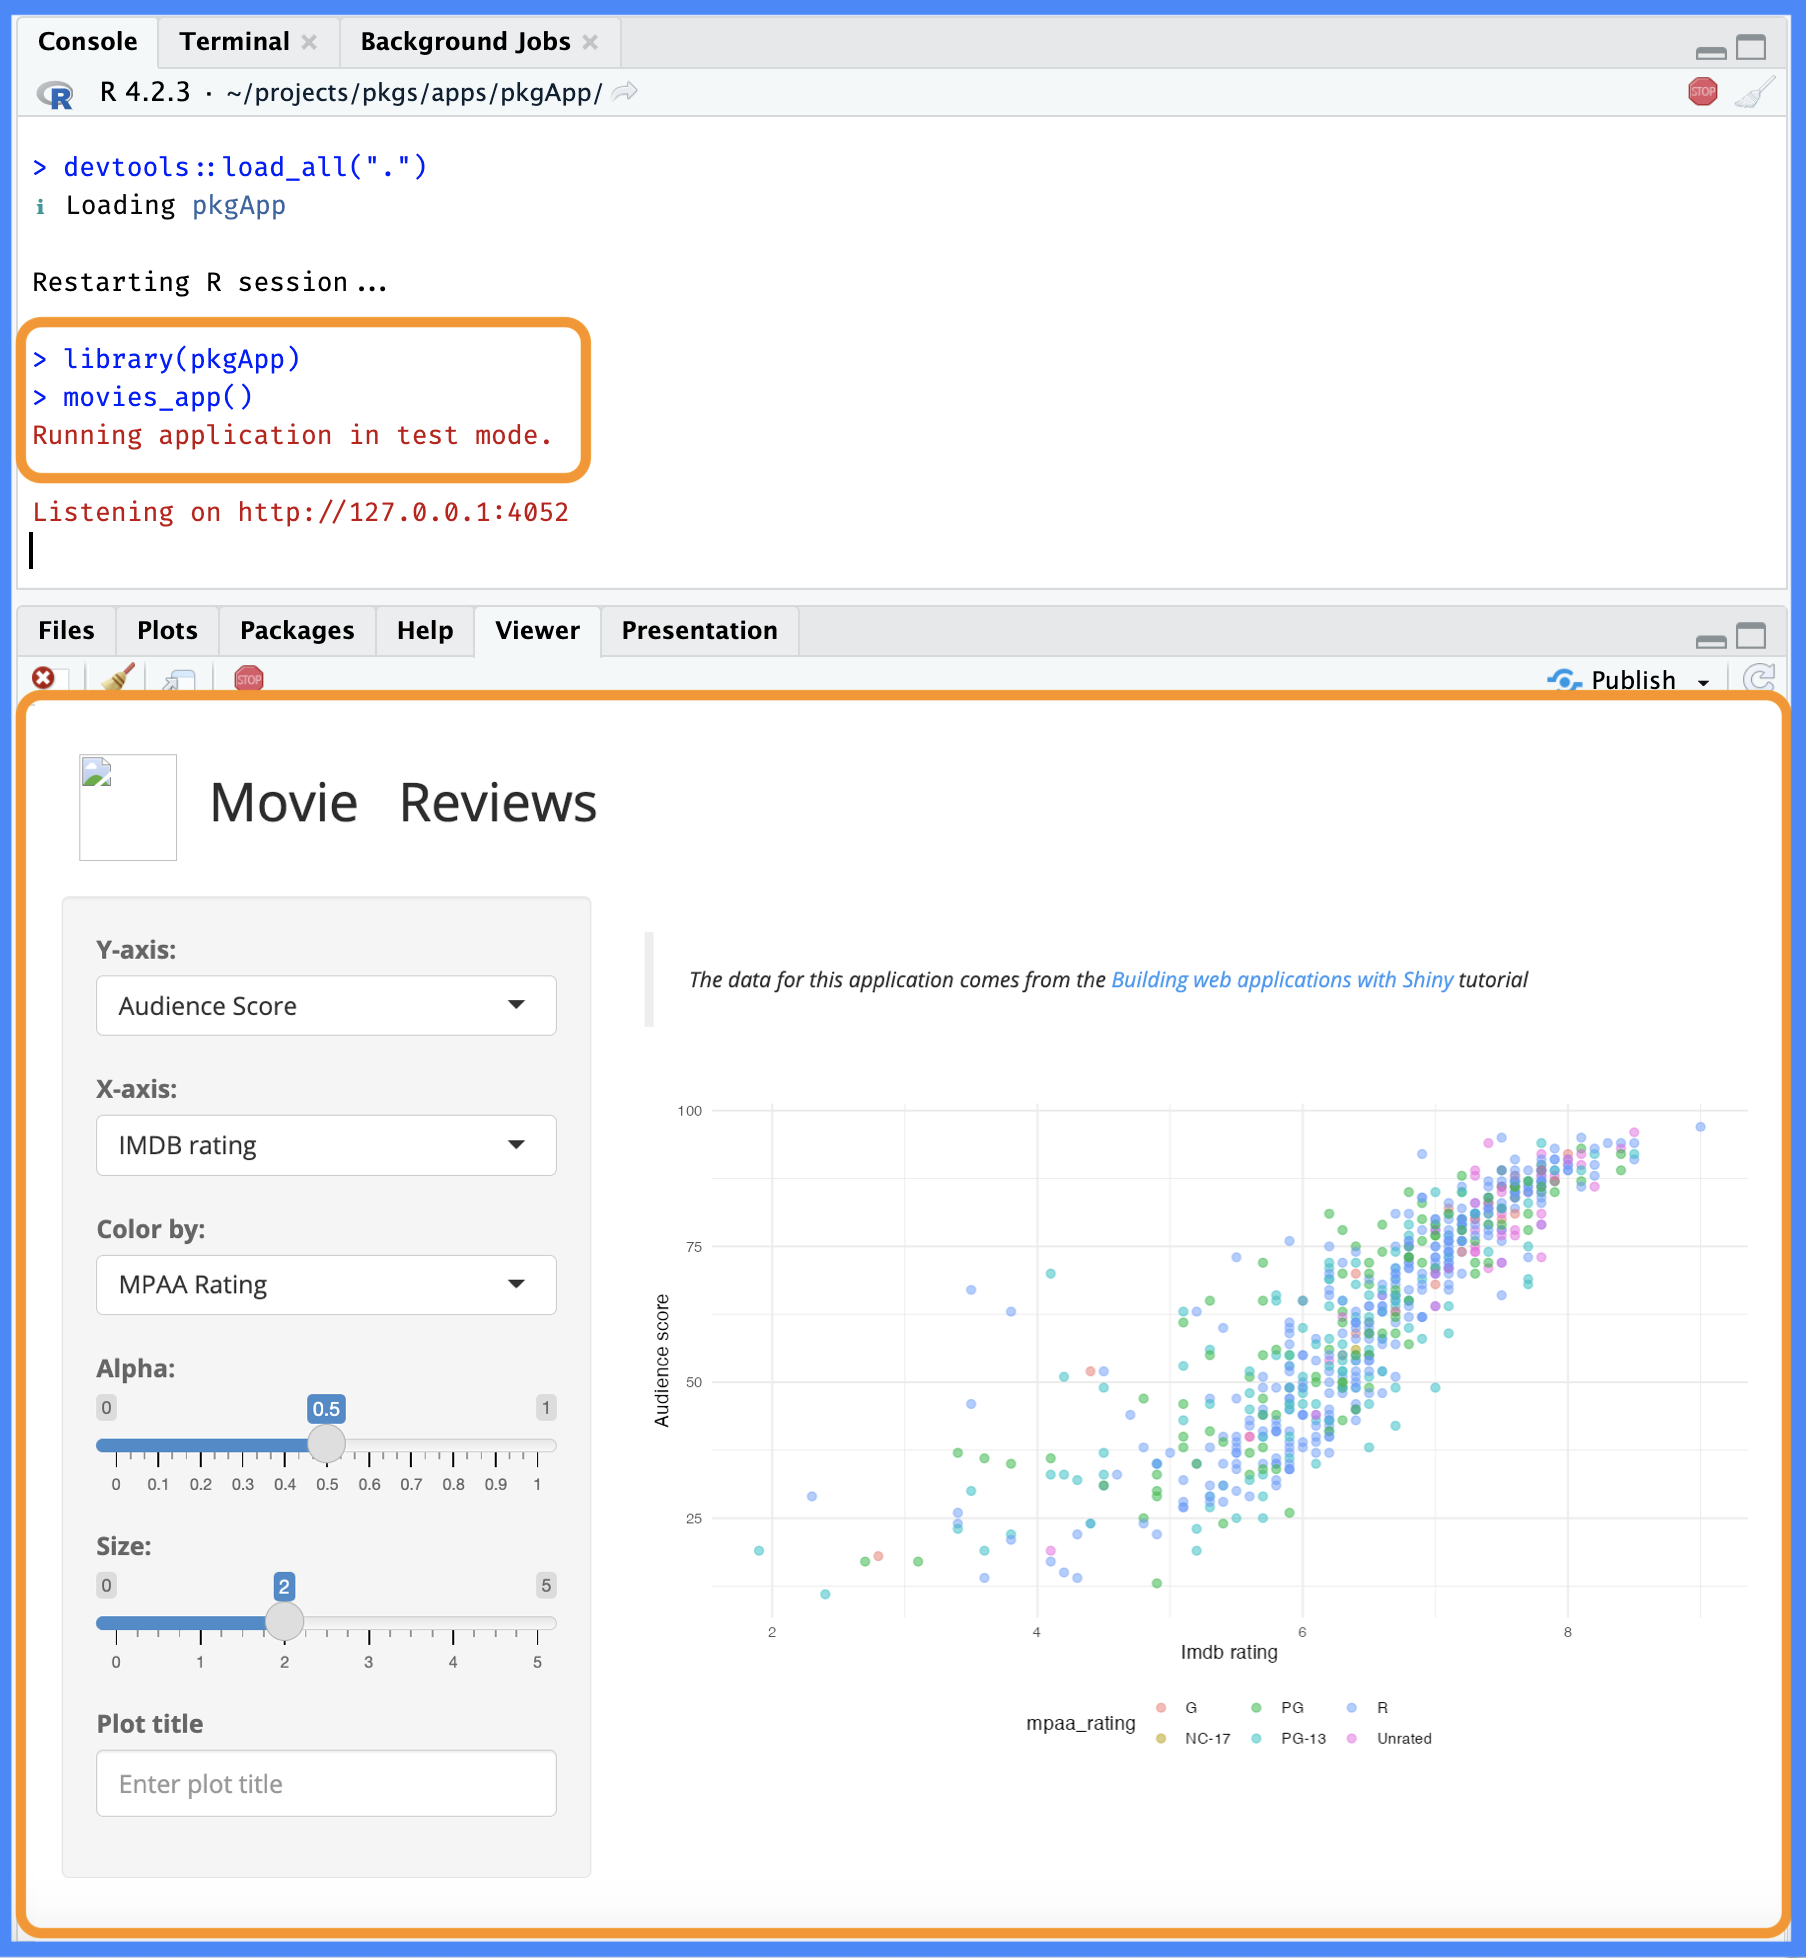 Console Terminal Background Jobs
R 4.2.3 · ~/projects/pkgs/apps/pkgApp/
STOP
> devtools::load_all(".")
ℹ Loading pkgApp
Restarting R session...
> library(pkgApp)
> movies_app()
Running application in test mode.
Listening on http://127.0.0.1:4052
Files Plots Packages Help Viewer Presentation
STOP Publish
Movie Reviews
Y-axis:
Audience Score
X-axis:
IMDB rating
Color by:
MPAA Rating
Alpha:
0 0.5 1
0 0.1 0.2 0.3 0.4 0.5 0.6 0.7 0.8 0.9 1
Size:
0 2 5
0 1 2 3 4 5
Plot title
Enter plot title
The data for this application comes from the Building web applications with Shiny tutorial
100
75
50
25
Audience score
2 4 6 8
Imdb rating
mpaa_rating
G PG R
NC-17 PG-13 Unrated